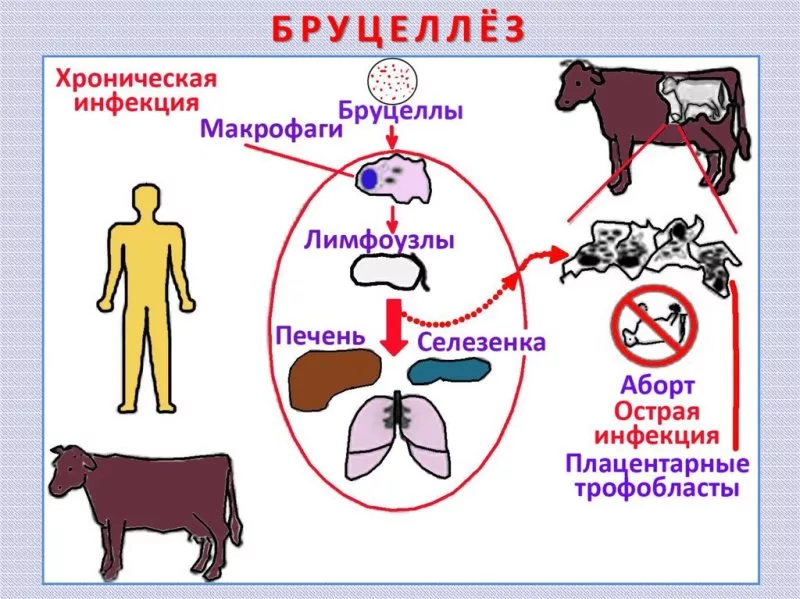 БРУЦЕЛЛЁЗ
Хроническая
инфекция
Бруцеллы
Макрофаги
Лимфоузлы
Печень
Селезенка
Аборт
Острая
инфекция
Плацентарные
трофобласты